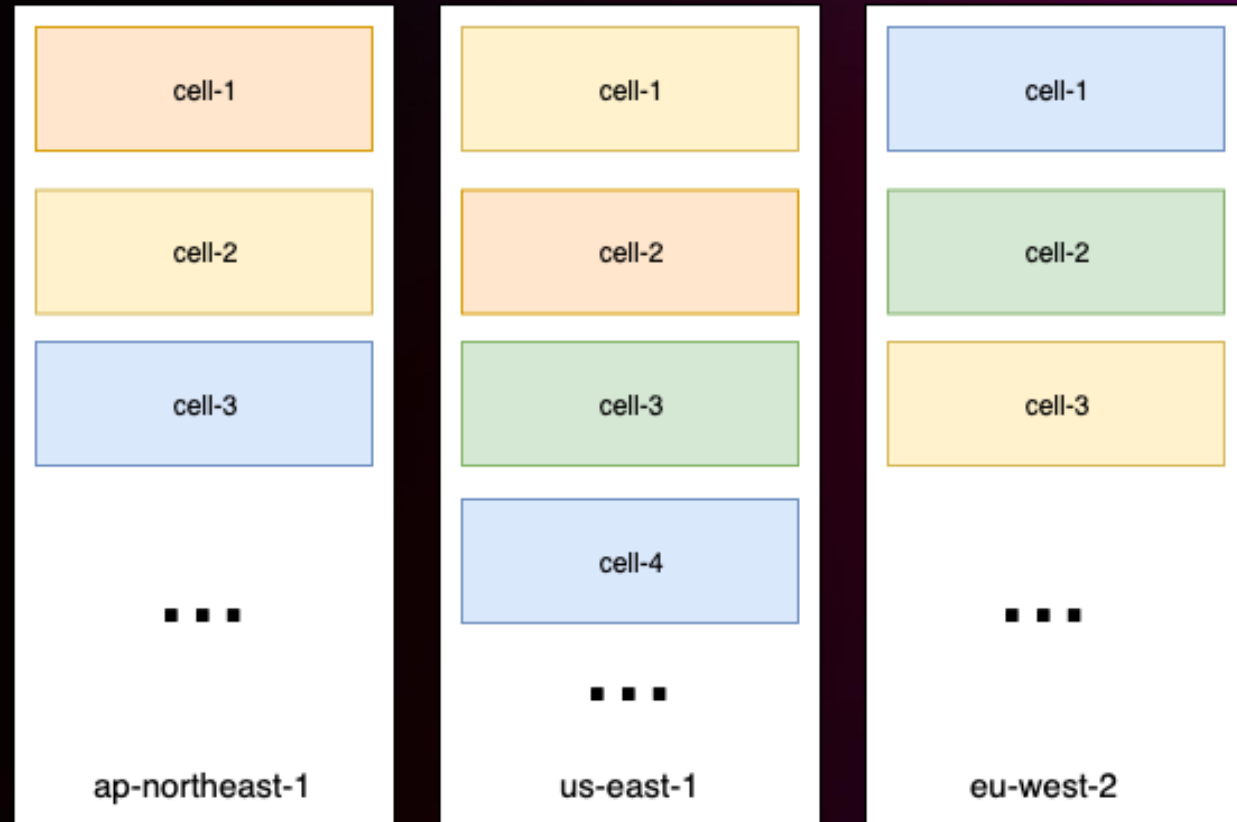 cell-1
cell-2
cell-3
...
ap-northeast-1
cell-1
cell-2
cell-3
cell-4
...
us-east-1
cell-1
cell-2
cell-3
...
eu-west-2